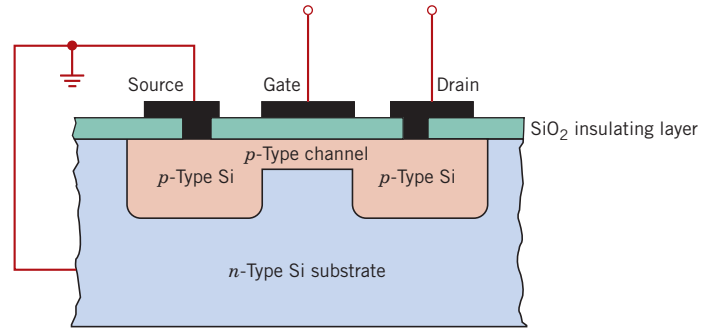 Source
Gate
Drain
SiO₂ insulating layer
p-Type channel
p-Type Si
p-Type Si
n-Type Si substrate